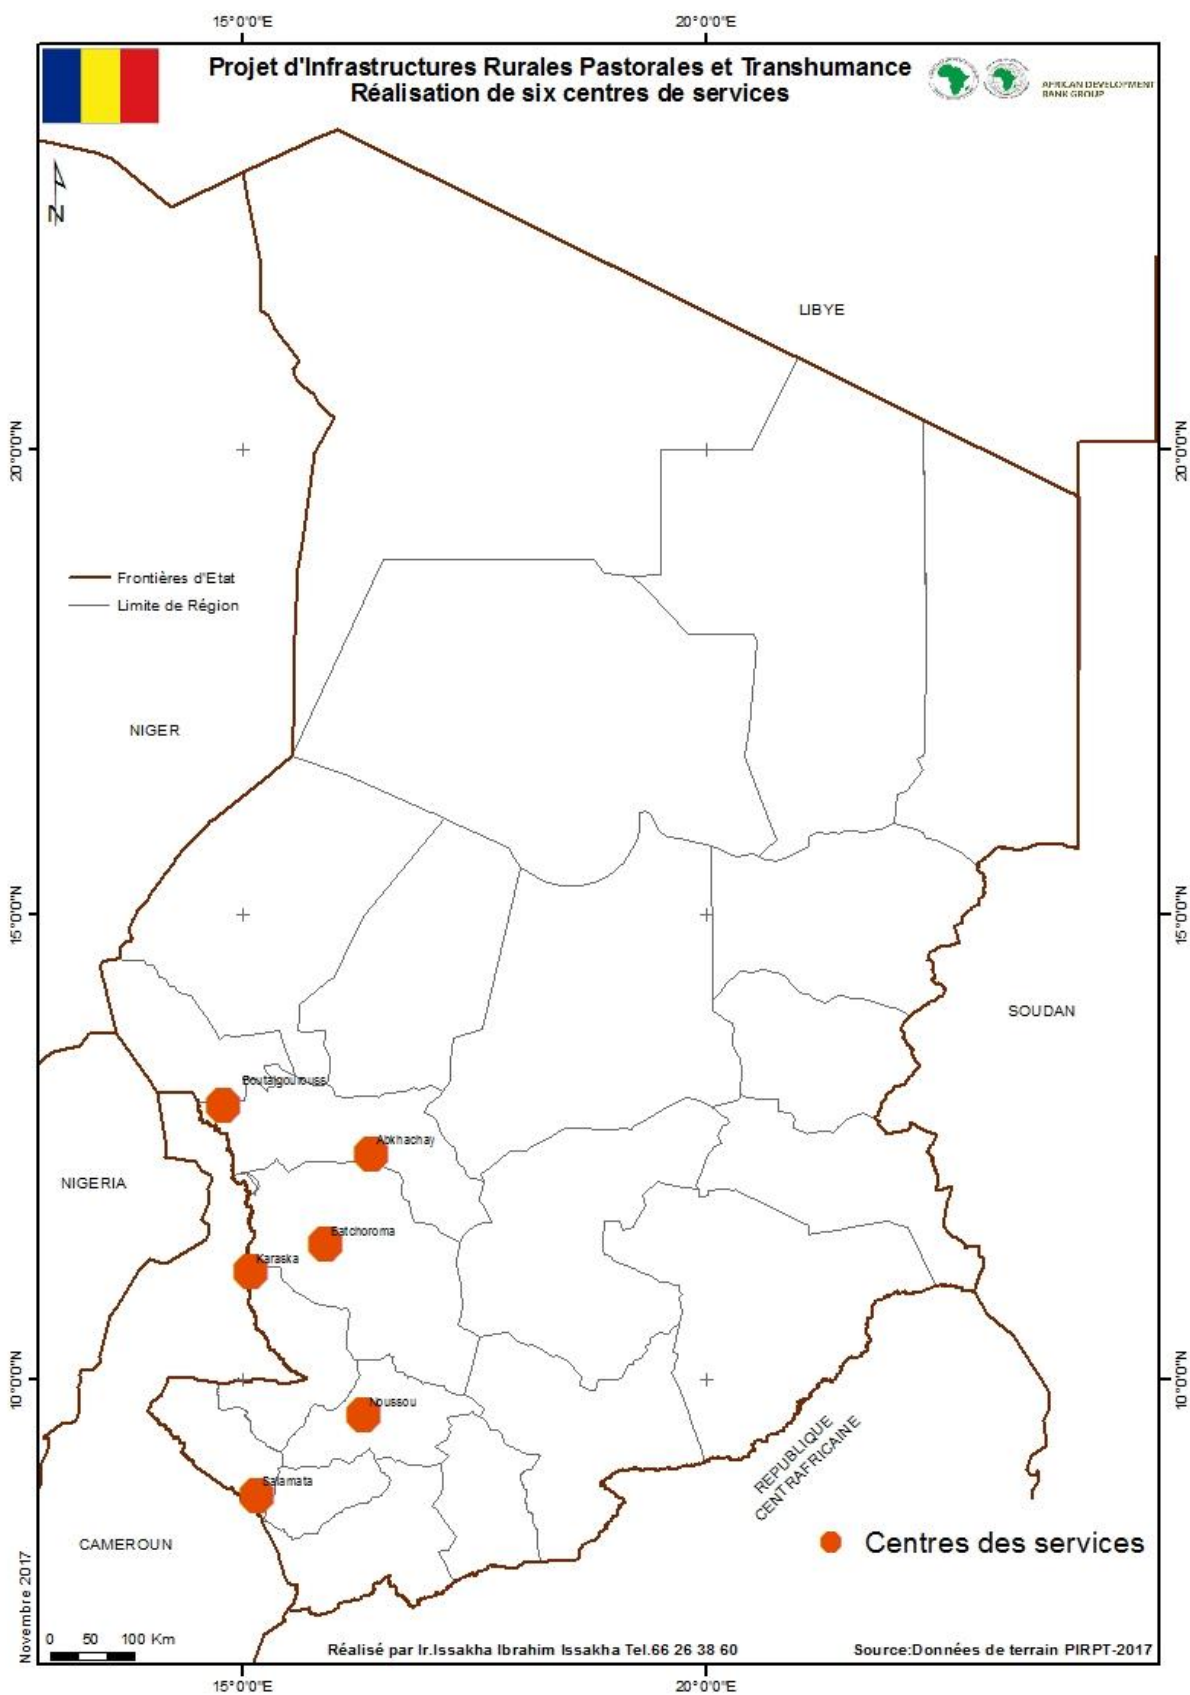 15°0'0"E
20°0'0"E
Projet d'Infrastructures Rurales Pastorales et Transhumance
Réalisation de six centres de services
AFRICAN DEVELOPMENT
BANK GROUP
N
LIBYE
20°0'0"N
20°0'0"N
Frontières d'Etat
Limite de Région
NIGER
15°0'0"N
15°0'0"N
SOUDAN
Abkhachay
NIGERIA
Batchoroma
Karaska
10°0'0"N
10°0'0"N
Noussou
REPUBLIQUE
CENTRAFRICAINE
Salamata
CAMEROUN
Centres des services
Novembre 2017
0 50 100 Km
Réalisé par Ir.Issakha Ibrahim Issakha Tel.66 26 38 60
Source:Données de terrain PIRPT-2017
15°0'0"E
20°0'0"E